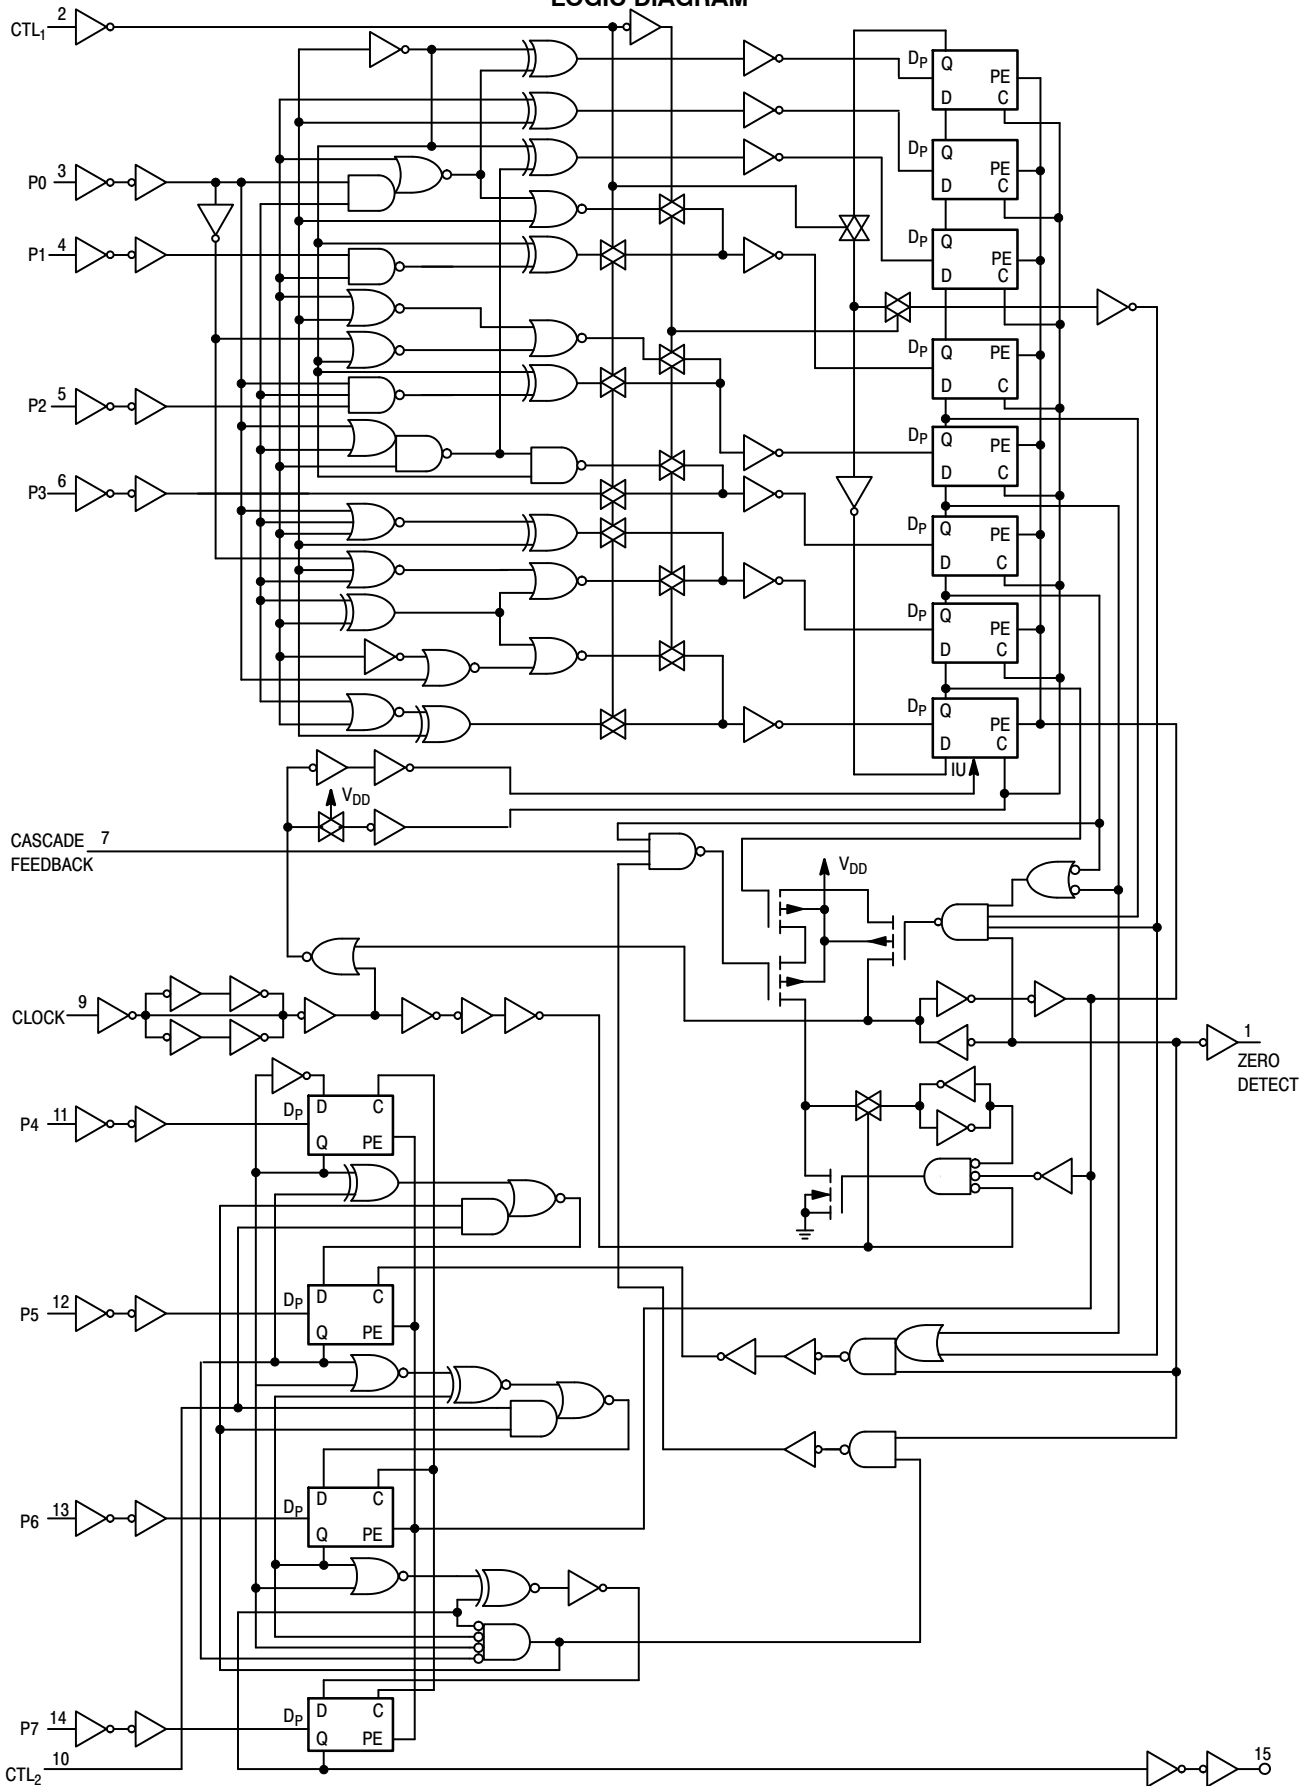 LOGIC DIAGRAM
CTL1 2
DP Q PE
D C
DP Q PE
D C
P0 3
P1 4
DP Q PE
D C
DP Q PE
D C
P2 5
DP Q PE
D C
P3 6
DP Q PE
D C
DP Q PE
D C
DP Q PE
D C
IU
VDD
CASCADE FEEDBACK 7
VDD
CLOCK 9
1
ZERO
DETECT
P4 11
DP D C
Q PE
P5 12
DP D C
Q PE
P6 13
DP D C
Q PE
P7 14
DP D C
Q PE
CTL2 10
15